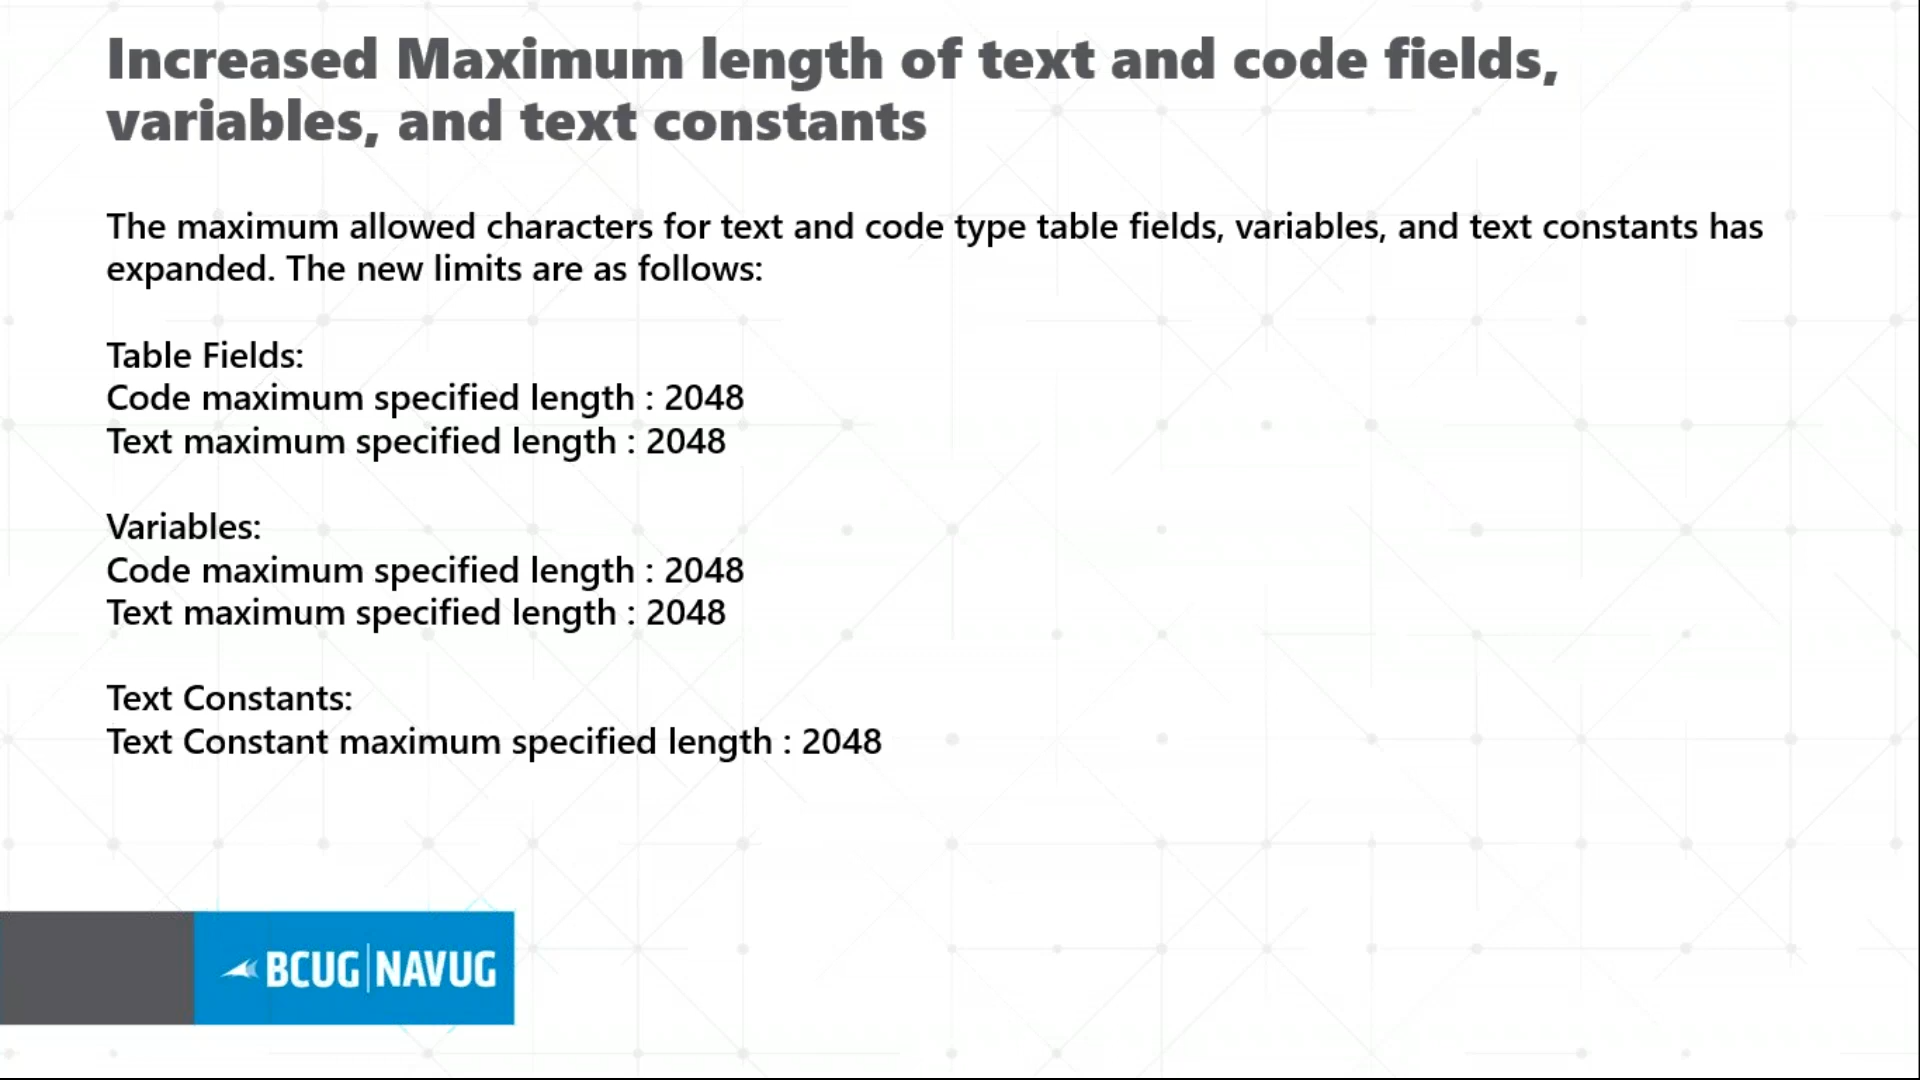 Increased Maximum length of text and code fields,
variables, and text constants
The maximum allowed characters for text and code type table fields, variables, and text constants has
expanded. The new limits are as follows:
Table Fields:
Code maximum specified length : 2048
Text maximum specified length : 2048
Variables:
Code maximum specified length : 2048
Text maximum specified length : 2048
Text Constants:
Text Constant maximum specified length : 2048
BCUG|NAVUG